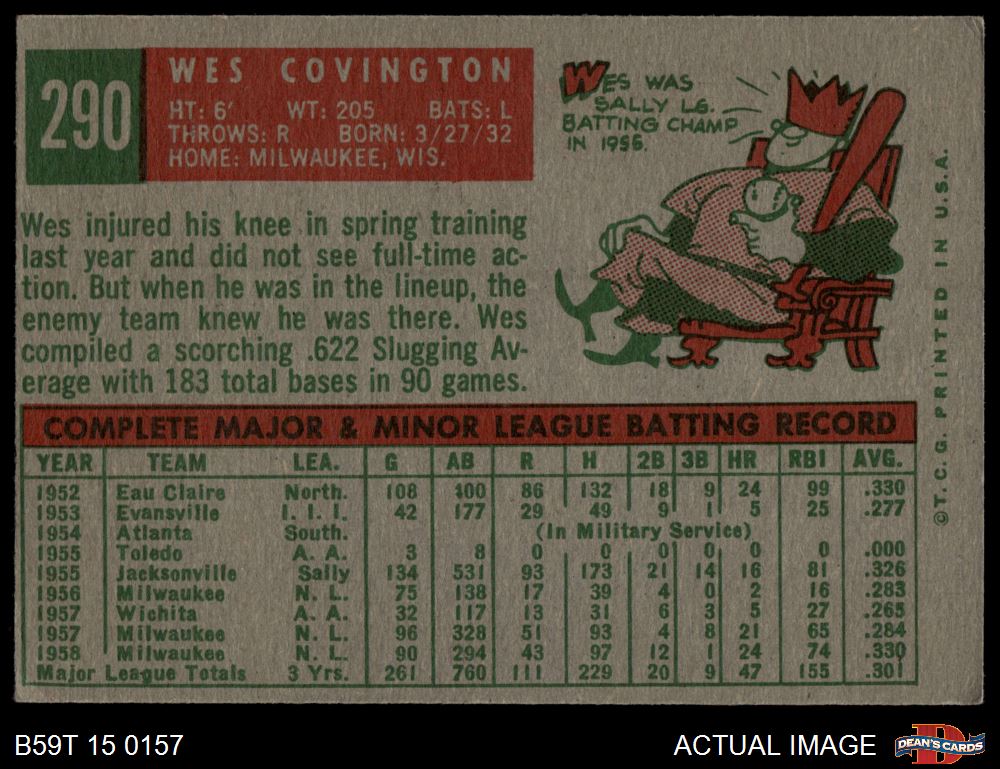 290
WES COVINGTON
HT: 6' WT: 205 BATS: L
THROWS: R BORN: 3/27/32
HOME: MILWAUKEE, WIS.
WES WAS
SALLY LG.
BATTING CHAMP
IN 1955.
Wes injured his knee in spring training
last year and did not see full-time ac-
tion. But when he was in the lineup, the
enemy team knew he was there. Wes
compiled a scorching .622 Slugging Av-
erage with 183 total bases in 90 games.
COMPLETE MAJOR & MINOR LEAGUE BATTING RECORD
YEAR TEAM LEA. G AB R H 2B 3B HR RBI AVG.
1952 Eau Claire North. 108 400 86 132 18 9 24 99 .330
1953 Evansville I. I. I. 42 177 29 49 9 1 5 25 .277
1954 Atlanta South. (In Military Service)
1955 Toledo A. A. 3 8 0 0 0 0 0 0 .000
1955 Jacksonville Sally 134 531 93 173 21 14 16 81 .326
1956 Milwaukee N. L. 75 138 17 39 4 0 2 16 .283
1957 Wichita A. A. 32 117 13 31 6 3 5 27 .265
1957 Milwaukee N. L. 96 328 51 93 4 8 21 65 .284
1958 Milwaukee N. L. 90 294 43 97 12 1 24 74 .330
Major League Totals 3 Yrs. 261 760 111 229 20 9 47 155 .301
©T. C. G. PRINTED IN U.S.A.
B59T 15 0157
ACTUAL IMAGE
DEAN'S CARDS